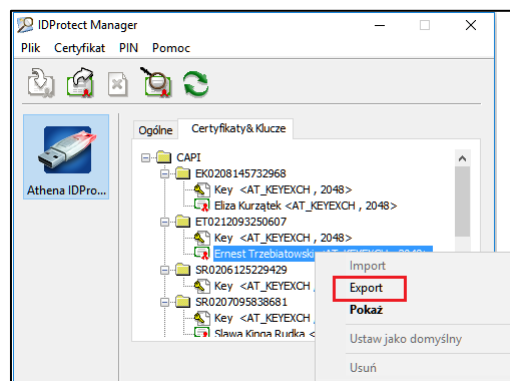 IDProtect Manager
Plik Certyfikat PIN Pomoc
Ogólne Certyfikaty& Klucze
Athena IDPro...
CAPI
EK0208145732968
Key <AT_KEYEXCH , 2048>
Eliza Kurzątek <AT_KEYEXCH , 2048>
ET0212093250607
Key <AT_KEYEXCH , 2048>
Ernest Trzebiatowski <AT_KEYEXCH , 2048>
SR0206125229429
Key <AT_KEYEXCH ,
SR0207095838681
Key <AT_KEYEXCH ,
Slawa Kinga Rudka <
Import
Export
Pokaż
Ustaw jako domyślny
Usuń